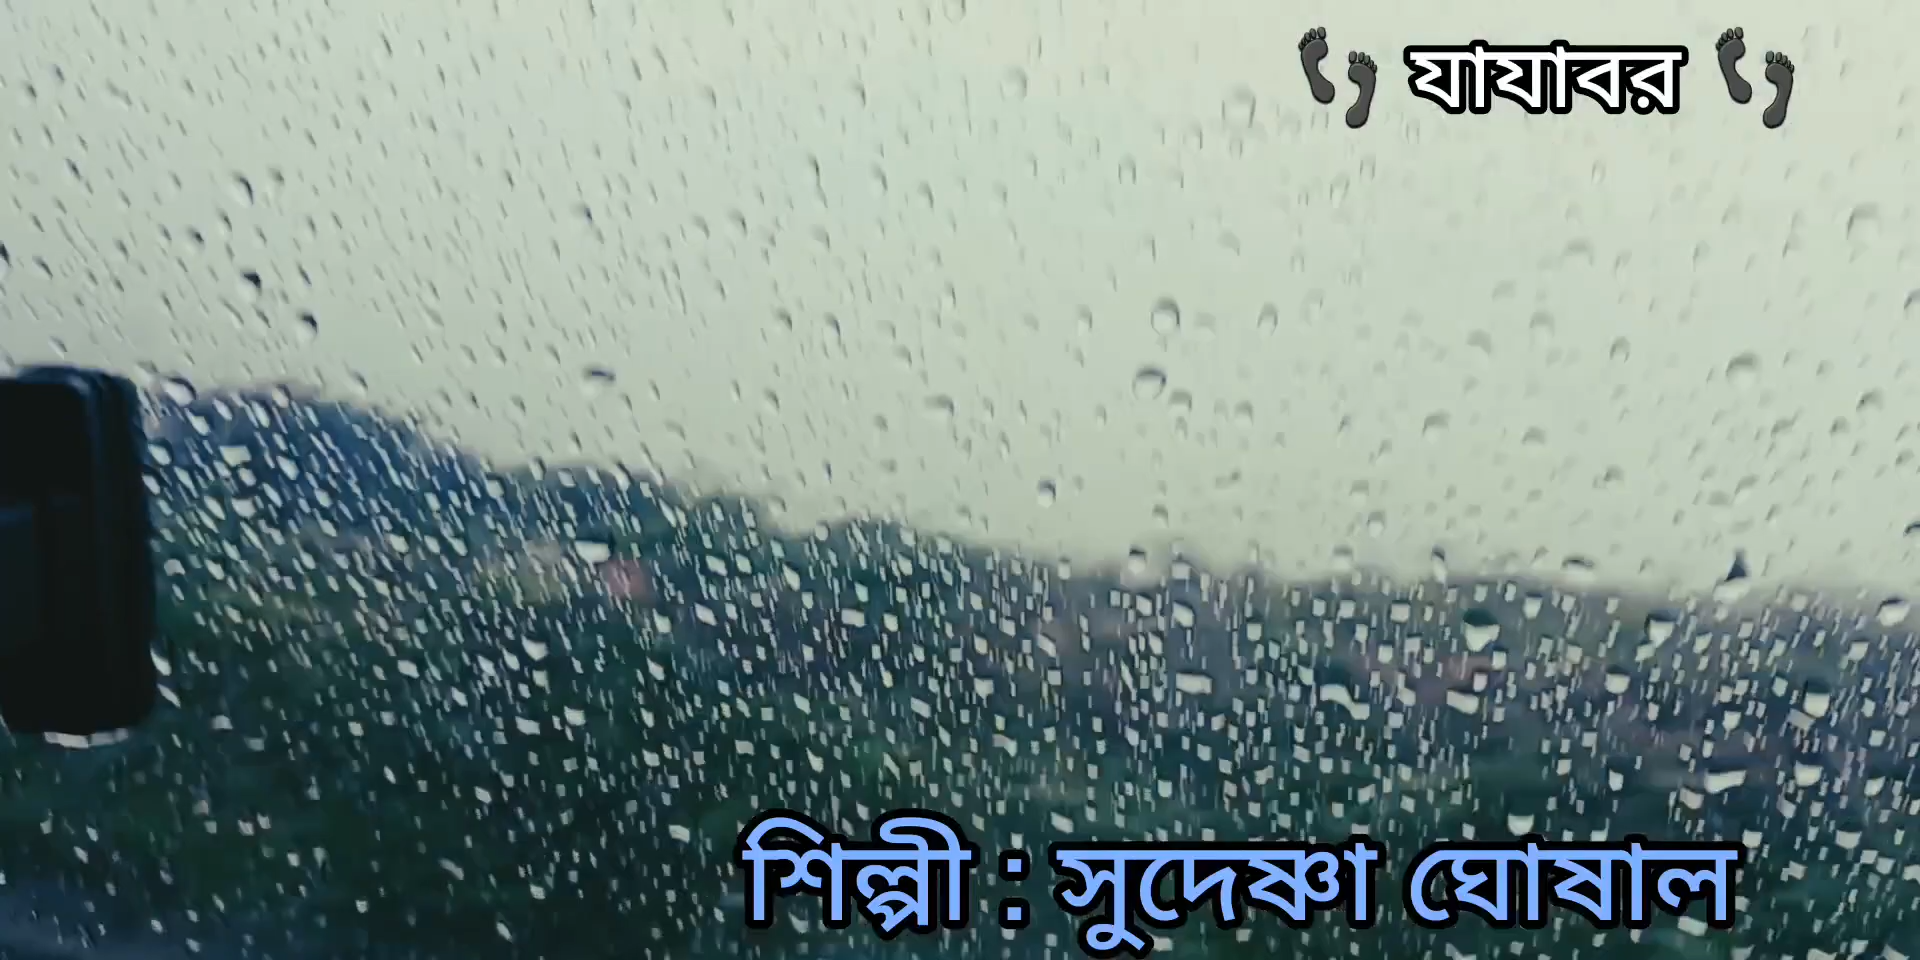 👣 যাযাবর 👣
শিল্পী : সুদেষ্ণা ঘোষাল